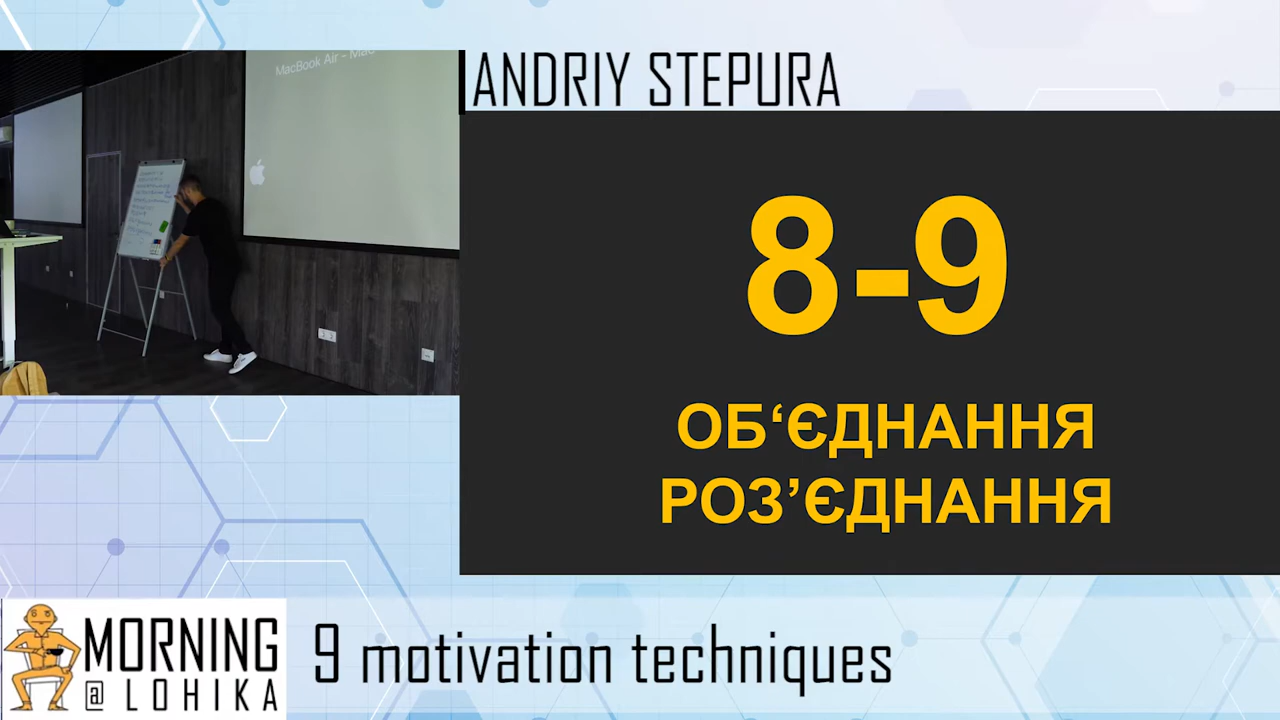 ANDRIY STEPURA
MacBook Air -
8-9
ОБ‘ЄДНАННЯ
РОЗ’ЄДНАННЯ
MORNING
@ LOHIKA
9 motivation techniques